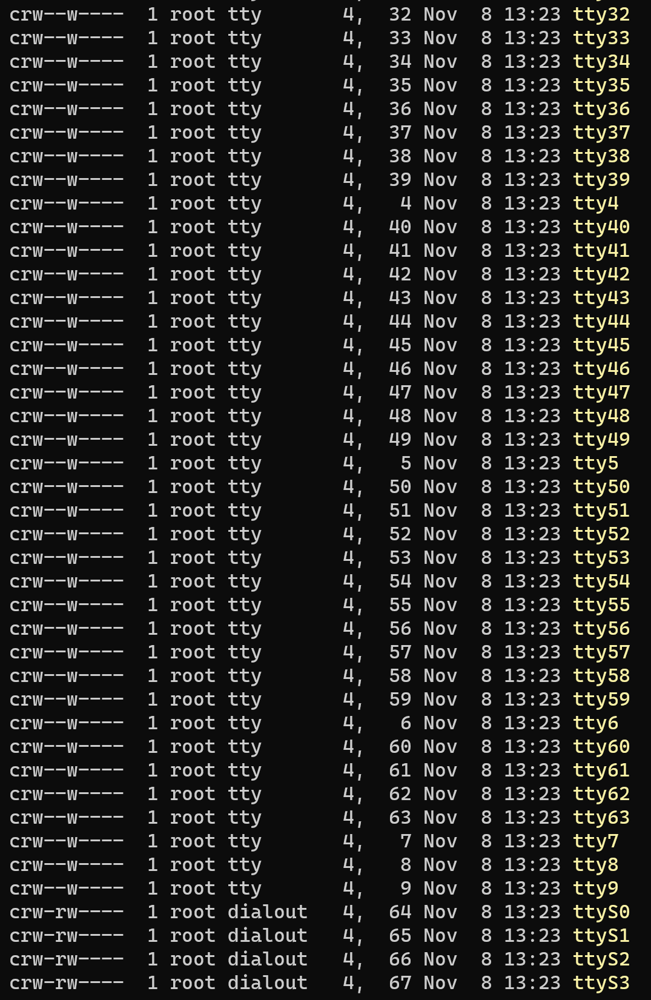 crw--w---- 1 root tty 4, 32 Nov 8 13:23 tty32
crw--w---- 1 root tty 4, 33 Nov 8 13:23 tty33
crw--w---- 1 root tty 4, 34 Nov 8 13:23 tty34
crw--w---- 1 root tty 4, 35 Nov 8 13:23 tty35
crw--w---- 1 root tty 4, 36 Nov 8 13:23 tty36
crw--w---- 1 root tty 4, 37 Nov 8 13:23 tty37
crw--w---- 1 root tty 4, 38 Nov 8 13:23 tty38
crw--w---- 1 root tty 4, 39 Nov 8 13:23 tty39
crw--w---- 1 root tty 4, 4 Nov 8 13:23 tty4
crw--w---- 1 root tty 4, 40 Nov 8 13:23 tty40
crw--w---- 1 root tty 4, 41 Nov 8 13:23 tty41
crw--w---- 1 root tty 4, 42 Nov 8 13:23 tty42
crw--w---- 1 root tty 4, 43 Nov 8 13:23 tty43
crw--w---- 1 root tty 4, 44 Nov 8 13:23 tty44
crw--w---- 1 root tty 4, 45 Nov 8 13:23 tty45
crw--w---- 1 root tty 4, 46 Nov 8 13:23 tty46
crw--w---- 1 root tty 4, 47 Nov 8 13:23 tty47
crw--w---- 1 root tty 4, 48 Nov 8 13:23 tty48
crw--w---- 1 root tty 4, 49 Nov 8 13:23 tty49
crw--w---- 1 root tty 4, 5 Nov 8 13:23 tty5
crw--w---- 1 root tty 4, 50 Nov 8 13:23 tty50
crw--w---- 1 root tty 4, 51 Nov 8 13:23 tty51
crw--w---- 1 root tty 4, 52 Nov 8 13:23 tty52
crw--w---- 1 root tty 4, 53 Nov 8 13:23 tty53
crw--w---- 1 root tty 4, 54 Nov 8 13:23 tty54
crw--w---- 1 root tty 4, 55 Nov 8 13:23 tty55
crw--w---- 1 root tty 4, 56 Nov 8 13:23 tty56
crw--w---- 1 root tty 4, 57 Nov 8 13:23 tty57
crw--w---- 1 root tty 4, 58 Nov 8 13:23 tty58
crw--w---- 1 root tty 4, 59 Nov 8 13:23 tty59
crw--w---- 1 root tty 4, 6 Nov 8 13:23 tty6
crw--w---- 1 root tty 4, 60 Nov 8 13:23 tty60
crw--w---- 1 root tty 4, 61 Nov 8 13:23 tty61
crw--w---- 1 root tty 4, 62 Nov 8 13:23 tty62
crw--w---- 1 root tty 4, 63 Nov 8 13:23 tty63
crw--w---- 1 root tty 4, 7 Nov 8 13:23 tty7
crw--w---- 1 root tty 4, 8 Nov 8 13:23 tty8
crw--w---- 1 root tty 4, 9 Nov 8 13:23 tty9
crw-rw---- 1 root dialout 4, 64 Nov 8 13:23 ttyS0
crw-rw---- 1 root dialout 4, 65 Nov 8 13:23 ttyS1
crw-rw---- 1 root dialout 4, 66 Nov 8 13:23 ttyS2
crw-rw---- 1 root dialout 4, 67 Nov 8 13:23 ttyS3